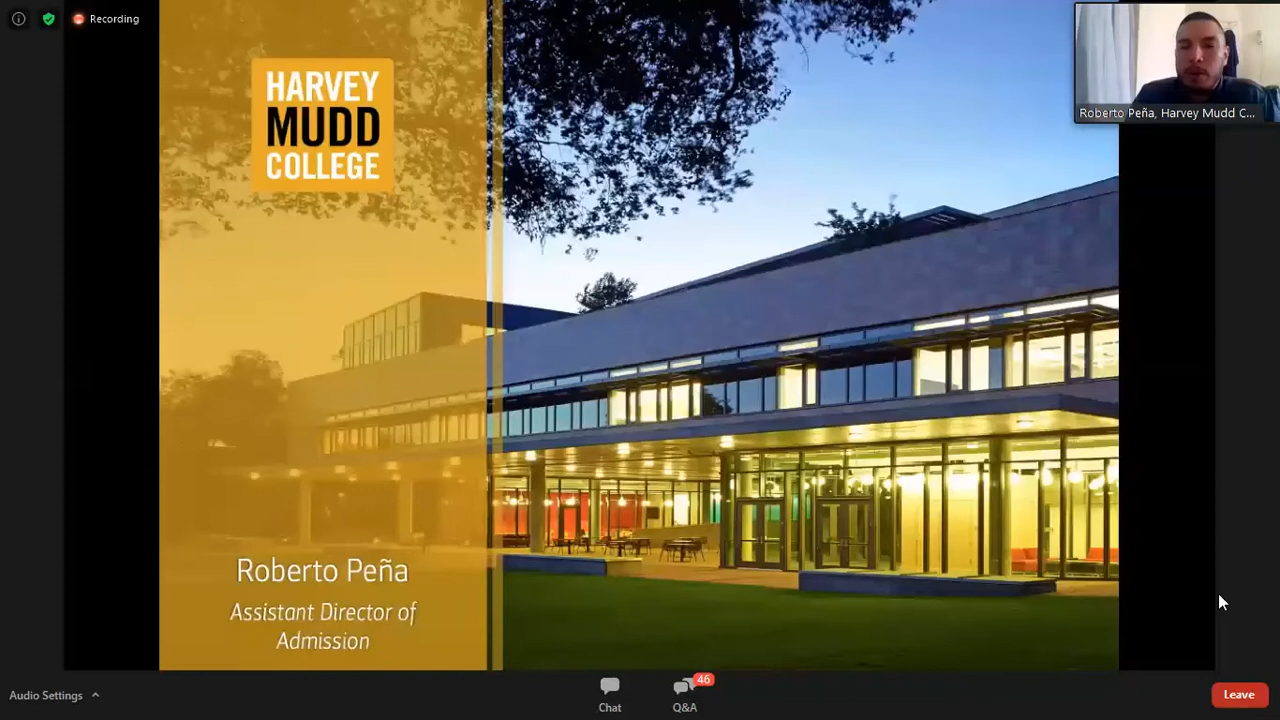 Recording
HARVEY
MUDD
COLLEGE
Roberto Peña, Harvey Mudd C...
Roberto Peña
Assistant Director of
Admission
Audio Settings
Chat
46
Q&A
Leave